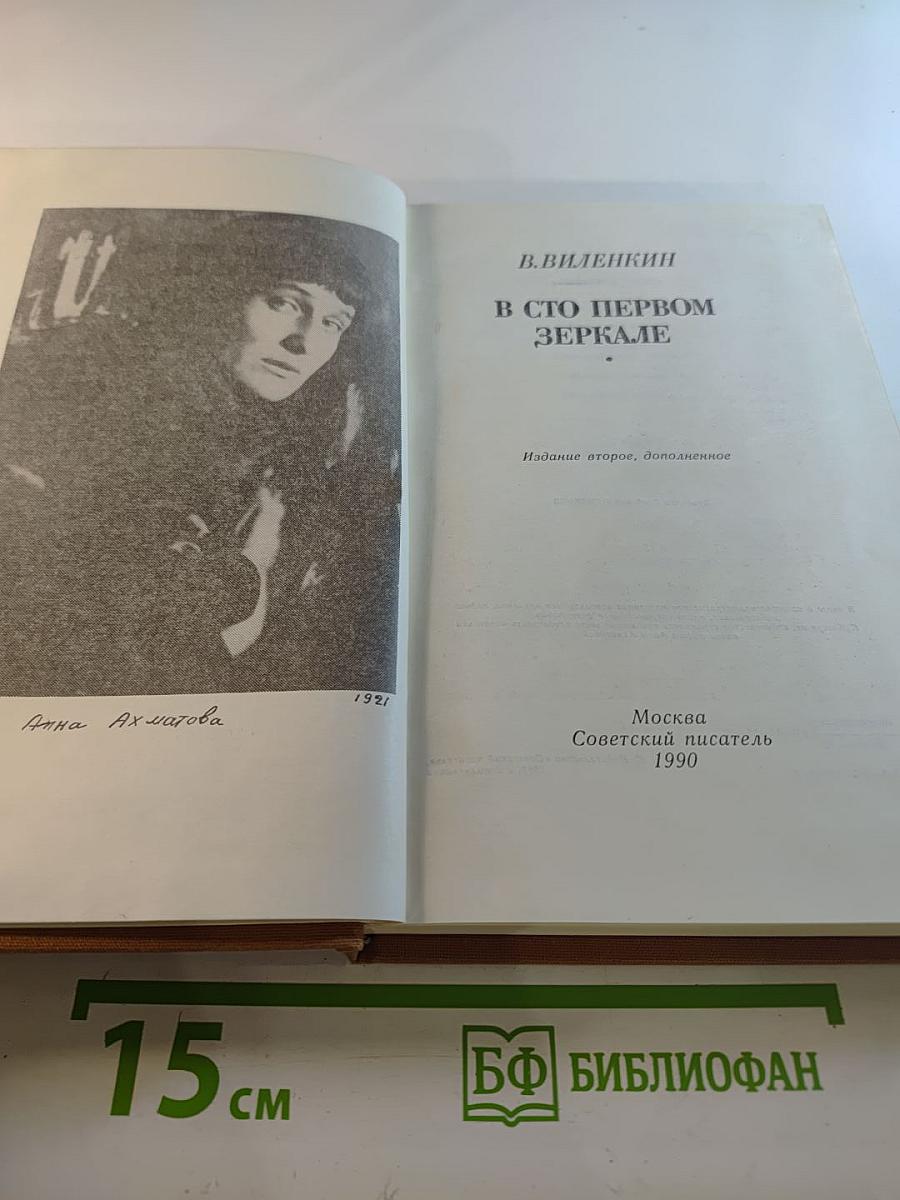 1921
Анна Ахматова
В. ВИЛЕНКИН
В СТО ПЕРВОМ
ЗЕРКАЛЕ
Издание второе, дополненное
Москва
Советский писатель
1990
15 см
БФ БИБЛИОФАН